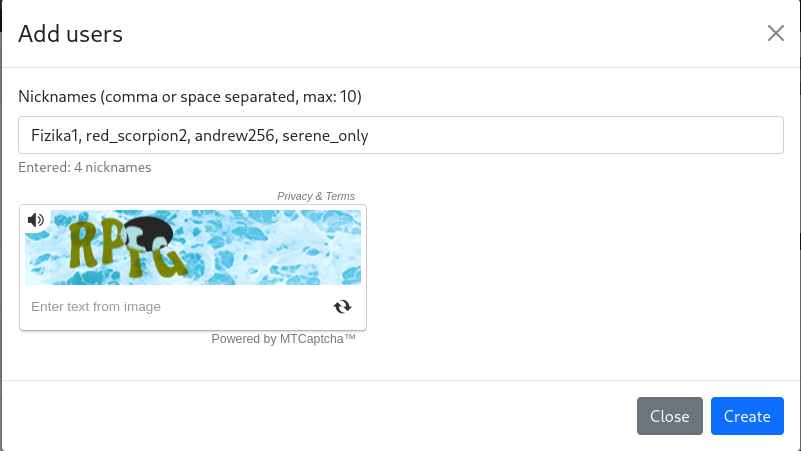 Add users
Nicknames (comma or space separated, max: 10)
Fizika1, red_scorpion2, andrew256, serene_only
Entered: 4 nicknames
Privacy & Terms
Enter text from image
Powered by MTCaptcha™
Close Create